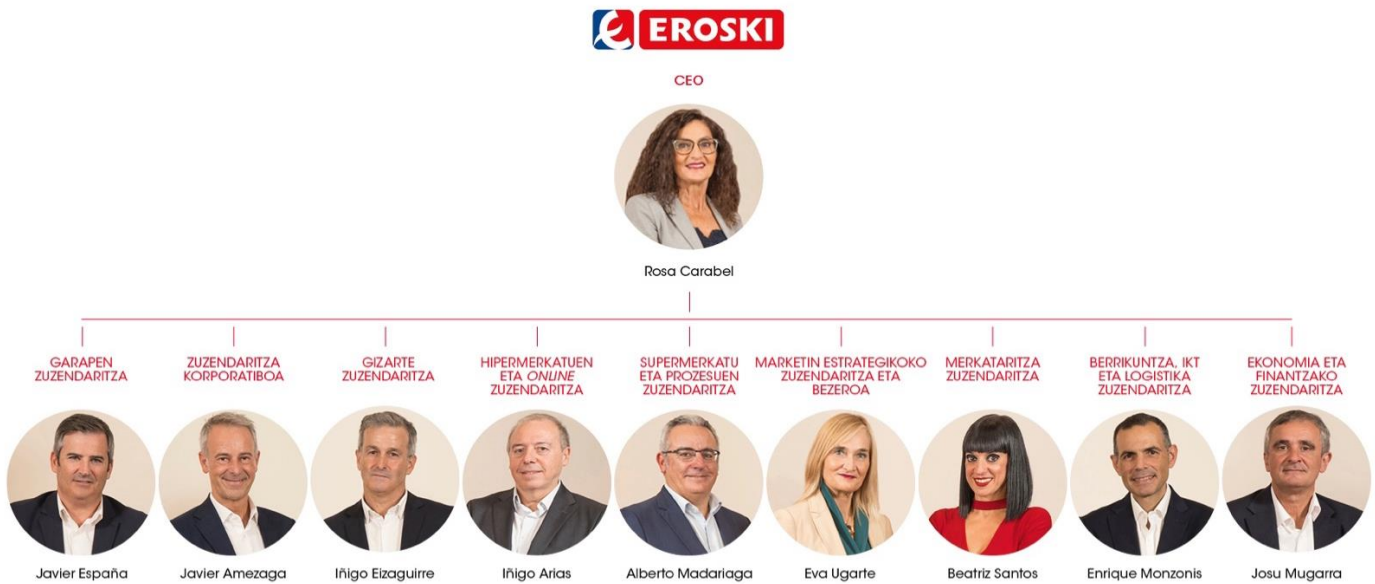 EROSKI
CEO
Rosa Carabel
GARAPEN
ZUZENDARITZA
ZUZENDARITZA
KORPORATIBOA
GIZARTE
ZUZENDARITZA
HIPERMERKATUEN
ETA ONLINE
ZUZENDARITZA
SUPERMERKATU
ETA PROZESUEN
ZUZENDARITZA
MARKETIN ESTRATEGIKOKO
ZUZENDARITZA ETA
BEZEROA
MERKATARITZA
ZUZENDARITZA
BERRIKUNTZA, IKT
ETA LOGISTIKA
ZUZENDARITZA
EKONOMIA ETA
FINANTZAKO
ZUZENDARITZA
Javier España
Javier Amezaga
Iñigo Eizaguirre
Iñigo Arias
Alberto Madariaga
Eva Ugarte
Beatriz Santos
Enrique Monzonis
Josu Mugarra